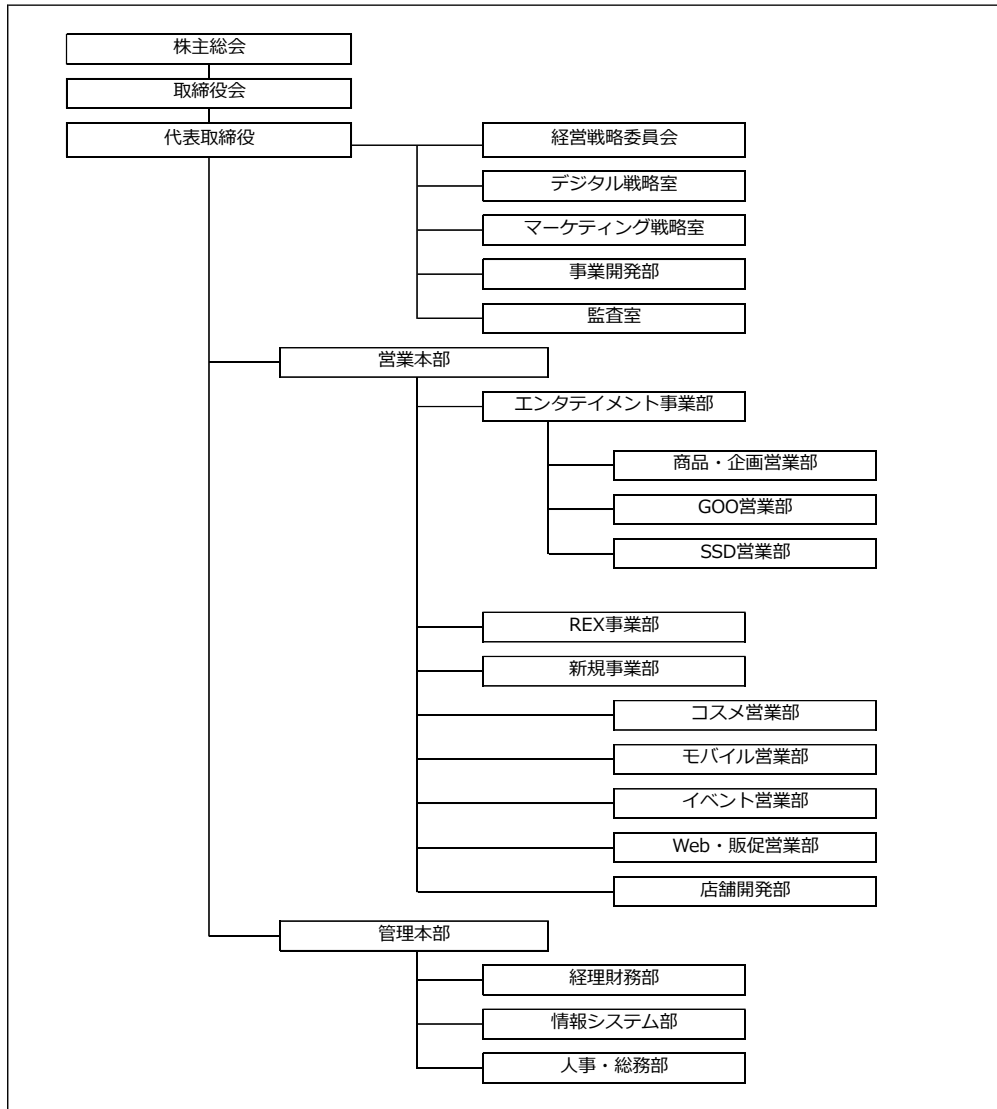 株主総会
取締役会
代表取締役
経営戦略委員会
デジタル戦略室
マーケティング戦略室
事業開発部
監査室
営業本部
エンタテイメント事業部
商品・企画営業部
GOO営業部
SSD営業部
REX事業部
新規事業部
コスメ営業部
モバイル営業部
イベント営業部
Web・販促営業部
店舗開発部
管理本部
経理財務部
情報システム部
人事・総務部